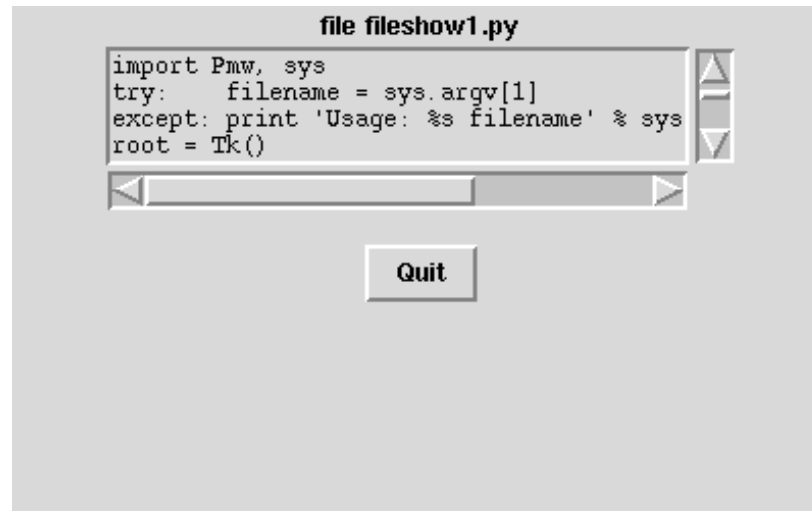 file fileshow1.py
import Pmw, sys
try:    filename = sys.argv[1]
except: print 'Usage: %s filename' % sys
root = Tk()
Quit